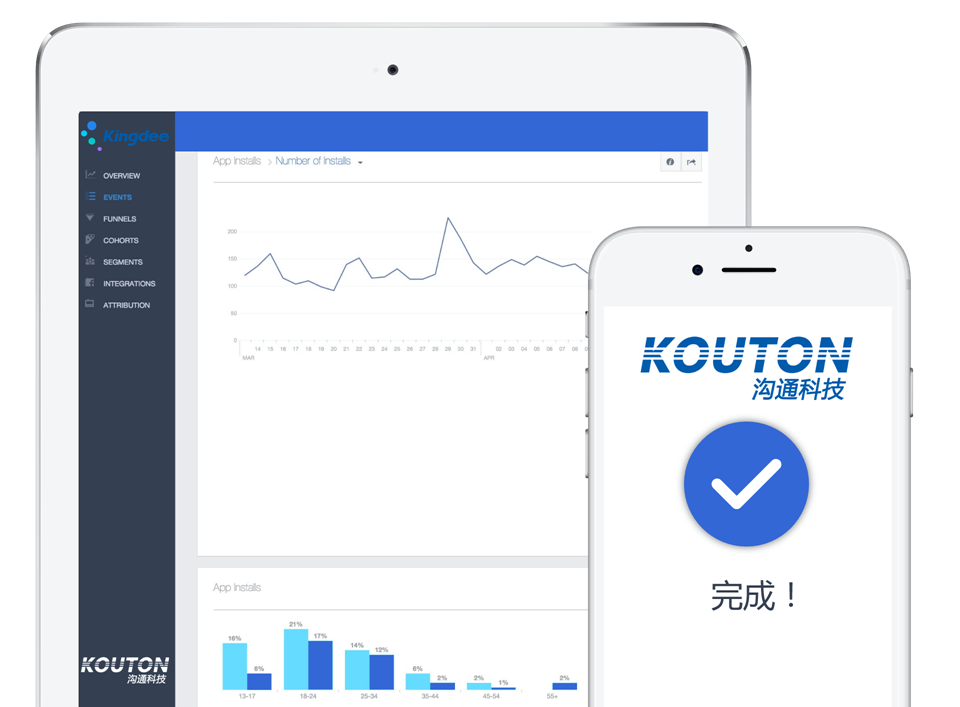 Kingdee
OVERVIEW
EVENTS
FUNNELS
COHORTS
SEGMENTS
INTEGRATIONS
ATTRIBUTION
KOUTON
沟通科技
App Installs > Number of Installs
200
150
100
50
0
14 15 16 17 18 19 20 21 22 23 24 25 26 27 28 29 30 31 02 03 04 05 06 07 08
MAR APR
App Installs
16% 6% 21% 17% 14% 12% 6% 2% 2% 1% 2%
13-17 18-24 25-34 35-44 45-54 55+
KOUTON
沟通科技
完成！